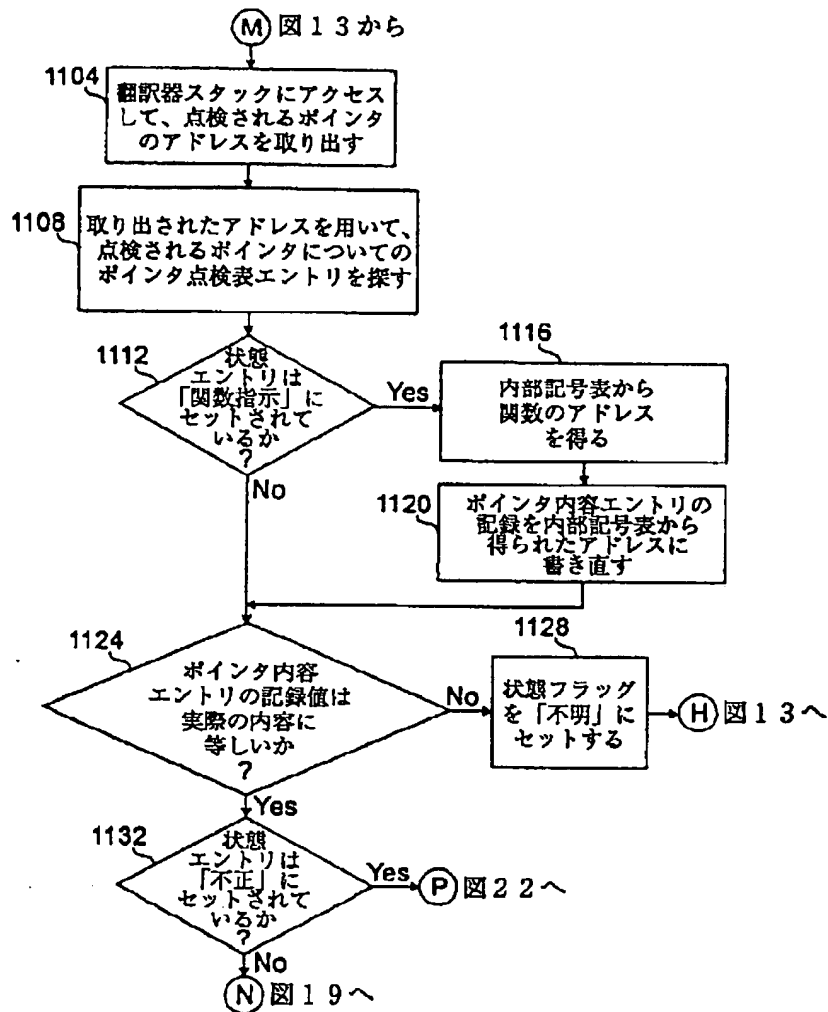 M 図13から
1104
翻訳器スタックにアクセス
して、点検されるポインタ
のアドレスを取り出す
1108
取り出されたアドレスを用いて、
点検されるポインタについての
ポインタ点検表エントリを探す
1112
状態
エントリは
「関数指示」に
セットされて
いるか
?
Yes
No
1116
内部記号表から
関数のアドレス
を得る
1120
ポインタ内容エントリの
記録を内部記号表から
得られたアドレスに
書き直す
1124
ポインタ内容
エントリの記録値は
実際の内容に
等しいか
?
No
Yes
1128
状態フラッグ
を「不明」に
セットする
H 図13へ
1132
状態
エントリは
「不正」に
セットされて
いるか
?
Yes
P 図22へ
No
N 図19へ